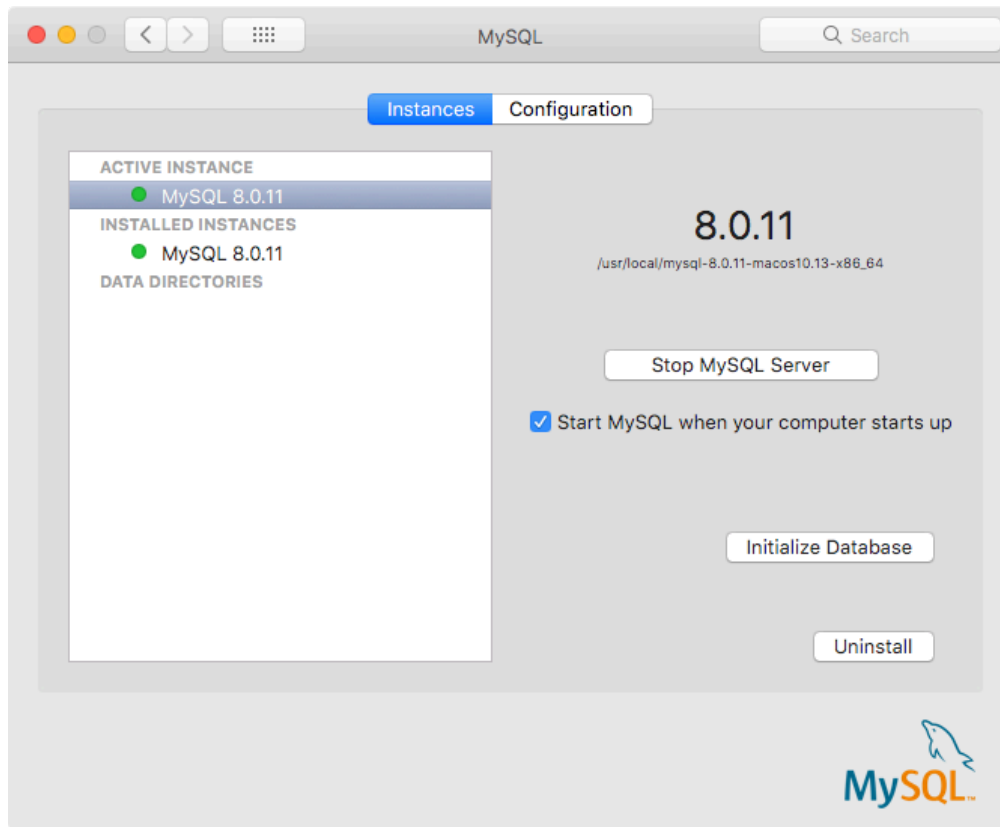 MySQL
Search
Instances
Configuration
ACTIVE INSTANCE
MySQL 8.0.11
INSTALLED INSTANCES
MySQL 8.0.11
DATA DIRECTORIES
8.0.11
/usr/local/mysql-8.0.11-macos10.13-x86_64
Stop MySQL Server
Start MySQL when your computer starts up
Initialize Database
Uninstall
MySQL™